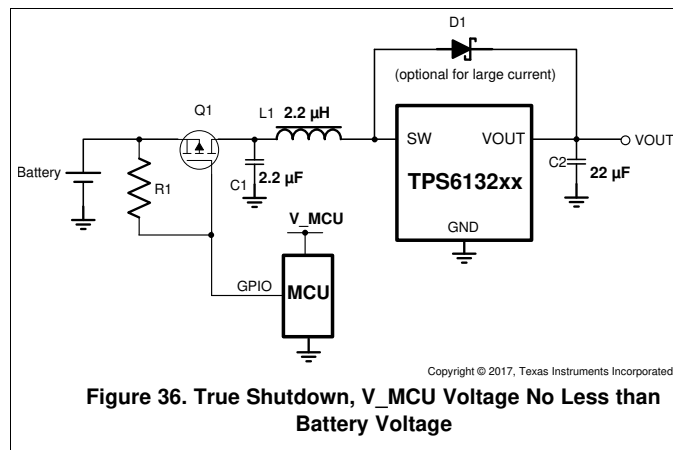 D1
(optional for large current)
Q1
L1 2.2 µH
SW VOUT
VOUT
TPS6132xx
C2
22 µF
Battery
R1
C1
2.2 µF
GND
V_MCU
GPIO
MCU
Copyright © 2017, Texas Instruments Incorporated
Figure 36. True Shutdown, V_MCU Voltage No Less than
Battery Voltage